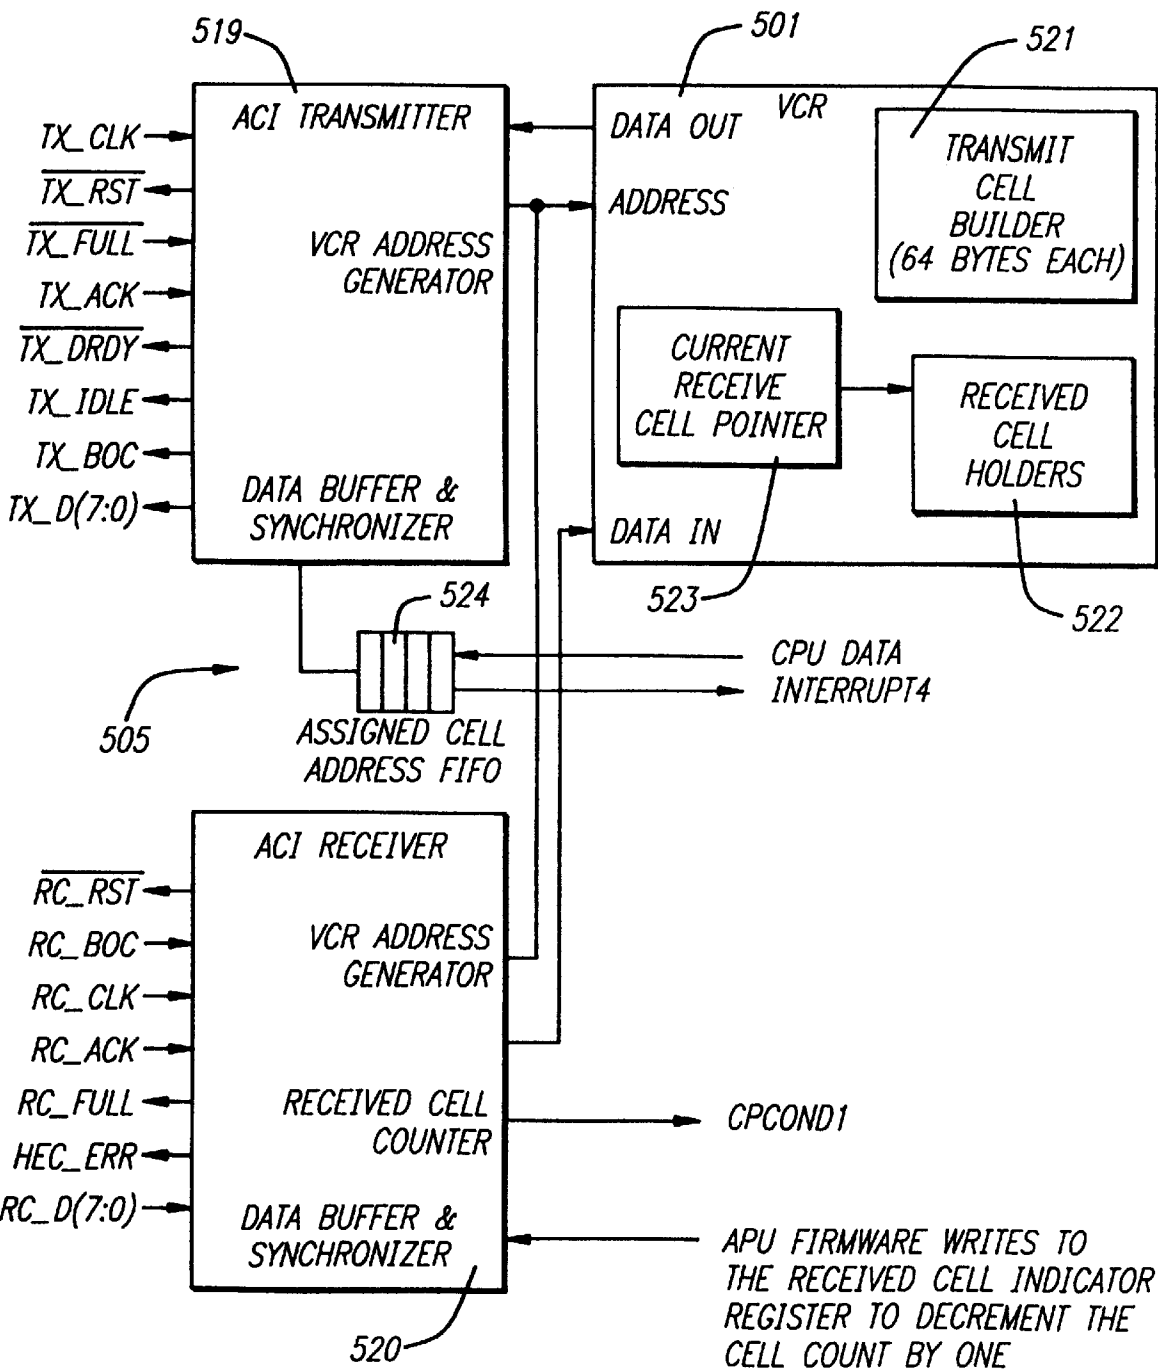 519
501
521
ACI TRANSMITTER
VCR
TX_CLK
TX_RST
TX_FULL
TX_ACK
TX_DRDY
TX_IDLE
TX_BOC
TX_D(7:0)
VCR ADDRESS
GENERATOR
DATA BUFFER &
SYNCHRONIZER
DATA OUT
ADDRESS
TRANSMIT
CELL
BUILDER
(64 BYTES EACH)
CURRENT
RECEIVE
CELL POINTER
RECEIVED
CELL
HOLDERS
DATA IN
523
522
524
505
CPU DATA
INTERRUPT4
ASSIGNED CELL
ADDRESS FIFO
ACI RECEIVER
RC_RST
RC_BOC
RC_CLK
RC_ACK
RC_FULL
HEC_ERR
RC_D(7:0)
VCR ADDRESS
GENERATOR
RECEIVED CELL
COUNTER
DATA BUFFER &
SYNCHRONIZER
CPCOND1
APU FIRMWARE WRITES TO
THE RECEIVED CELL INDICATOR
REGISTER TO DECREMENT THE
CELL COUNT BY ONE
520